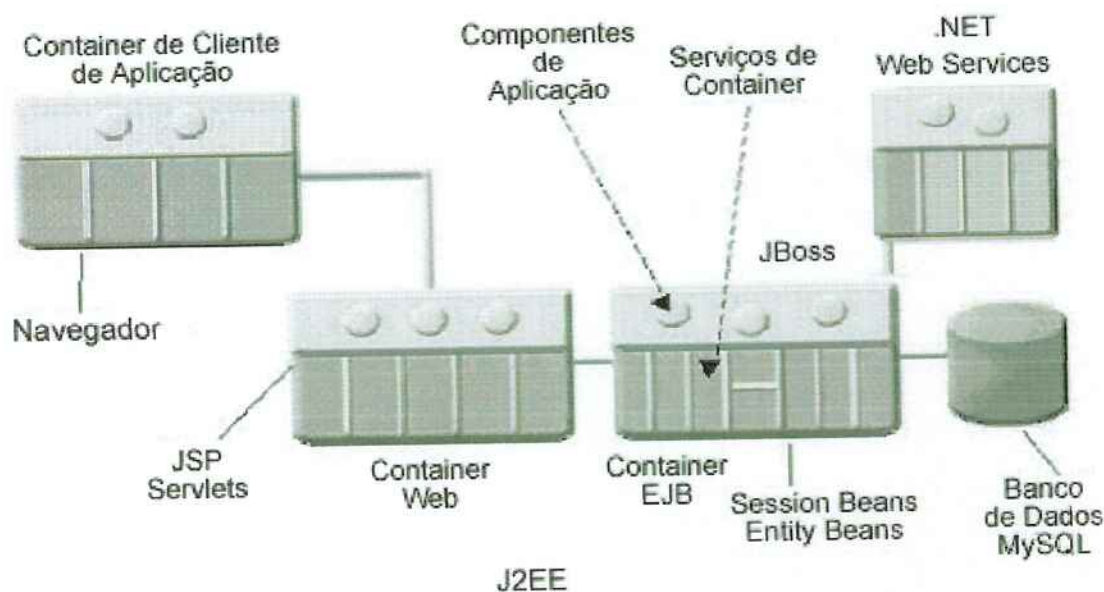 Container de Cliente
de Aplicação
Componentes
de
Aplicação
Serviços de
Container
.NET
Web Services
JBoss
Navegador
JSP
Servlets
Container
Web
Container
EJB
Session Beans
Entity Beans
Banco
de Dados
MySQL
J2EE